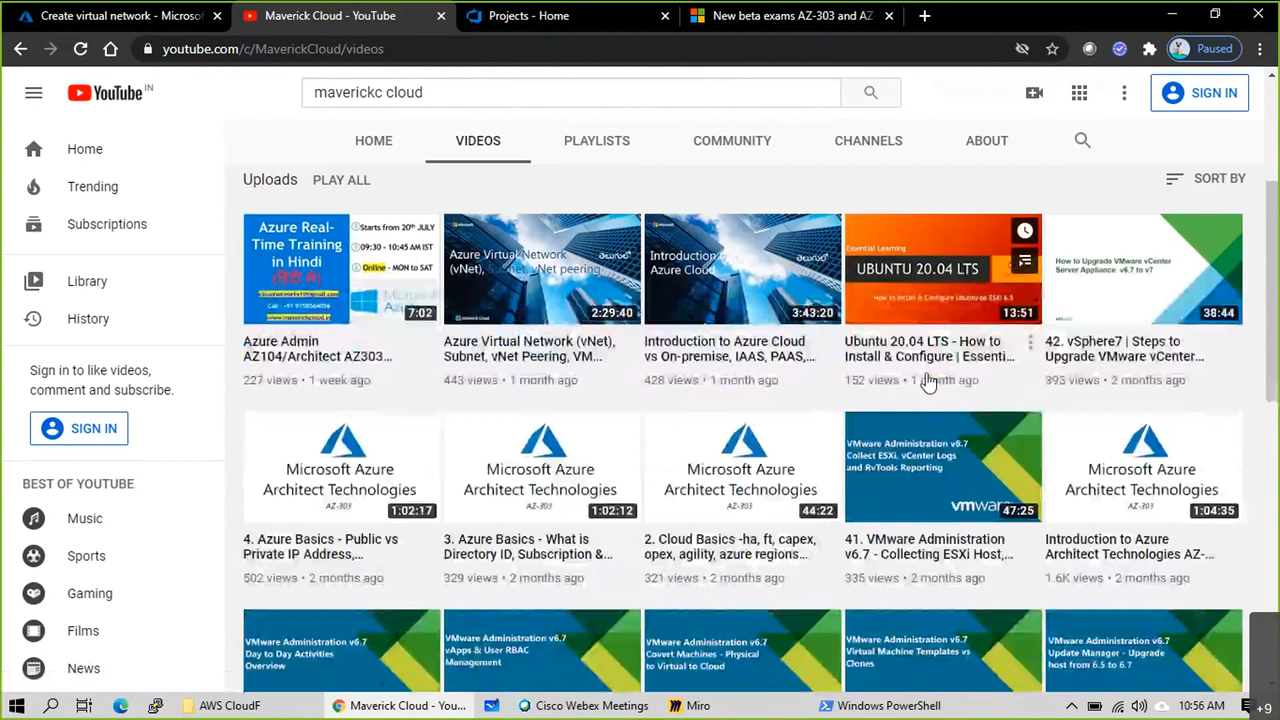 Create virtual network - Microso
Maverick Cloud - YouTube
Projects - Home
New beta exams AZ-303 and AZ
youtube.com/c/MaverickCloud/videos
Paused
YouTube IN
maverickc cloud
SIGN IN
Home
Trending
Subscriptions
Library
History
Sign in to like videos,
comment and subscribe.
SIGN IN
BEST OF YOUTUBE
Music
Sports
Gaming
Films
News
HOME
VIDEOS
PLAYLISTS
COMMUNITY
CHANNELS
ABOUT
Uploads
PLAY ALL
SORT BY
Azure Real-
Time Training
in Hindi
Starts from 20th JULY
09:30 - 10:45 AM IST
Online - MON to SAT
7:02
Azure Admin
AZ104/Architect AZ303...
227 views • 1 week ago
Azure Virtual Network
(vNet), Subnet, vNet peering
తెలుగులో
2:29:40
Azure Virtual Network (vNet),
Subnet, vNet Peering, VM...
443 views • 1 month ago
Introduction
Azure Cloud
తెలుగులో
3:43:20
Introduction to Azure Cloud
vs On-premise, IAAS, PAAS,...
428 views • 1 month ago
Essential Learning
UBUNTU 20.04 LTS
How to Install & Configure Ubuntu on ESXi 6.5
13:51
Ubuntu 20.04 LTS - How to
Install & Configure | Essenti...
152 views • 1 month ago
How to Upgrade VMware vCenter
Server Appliance v6.7 to v7
38:44
42. vSphere7 | Steps to
Upgrade VMware vCenter...
393 views • 2 months ago
Microsoft Azure
Architect Technologies
AZ-303
1:02:17
4. Azure Basics - Public vs
Private IP Address,...
502 views • 2 months ago
Microsoft Azure
Architect Technologies
AZ-303
1:02:12
3. Azure Basics - What is
Directory ID, Subscription &...
329 views • 2 months ago
Microsoft Azure
Architect Technologies
AZ-303
44:22
2. Cloud Basics -ha, ft, capex,
opex, agility, azure regions...
321 views • 2 months ago
VMware Administration v6.7
Collect ESXi, vCenter Logs
and RvTools Reporting
vmware
47:25
41. VMware Administration
v6.7 - Collecting ESXi Host,...
335 views • 2 months ago
Microsoft Azure
Architect Technologies
AZ-303
1:04:35
Introduction to Azure
Architect Technologies AZ-...
1.6K views • 2 months ago
VMware Administration v6.7
Day to Day Activities
Overview
VMware Administration v6.7
vApps & User RBAC
Management
VMware Administration v6.7
Covert Machines - Physical
to Virtual to Cloud
VMware Administration v6.7
Virtual Machine Templates vs
Clones
VMware Administration v6.7
Update Manager - Upgrade
host from 6.5 to 6.7
AWS CloudF
Maverick Cloud - You...
Cisco Webex Meetings
Miro
Windows PowerShell
10:56 AM
+9